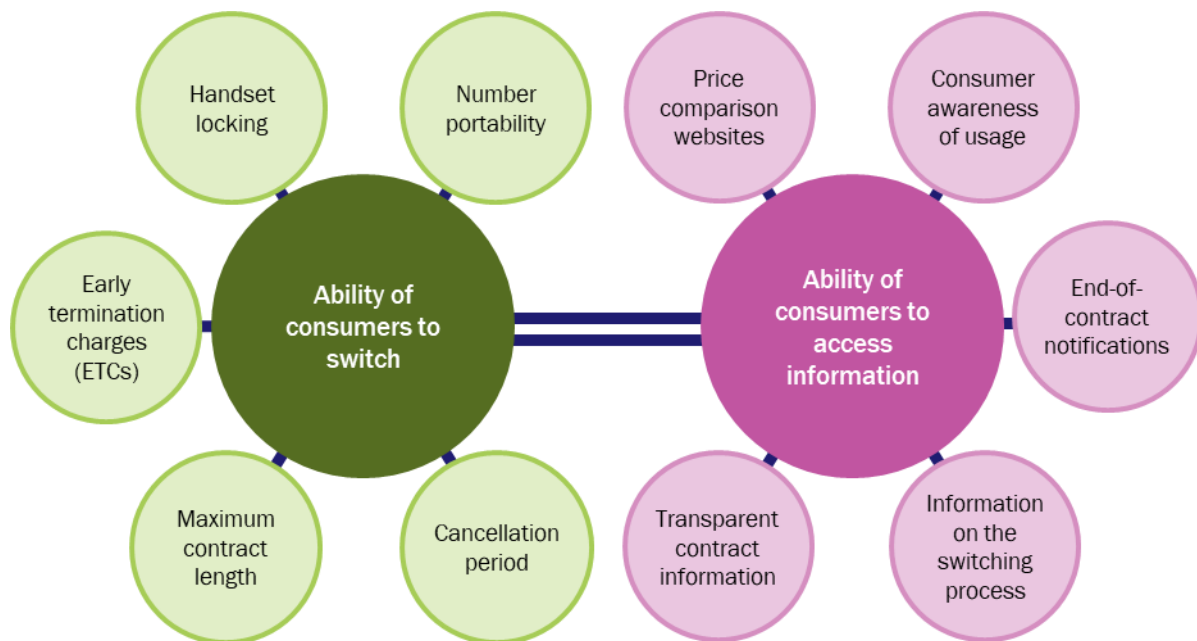 Handset
locking
Number
portability
Price
comparison
websites
Consumer
awareness
of usage
Early
termination
charges
(ETCs)
Ability of
consumers to
switch
Ability of
consumers to
access
information
End-of-
contract
notifications
Maximum
contract
length
Cancellation
period
Transparent
contract
information
Information
on the
switching
process